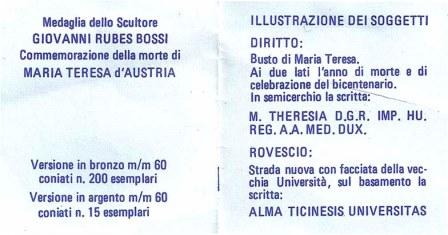 Medaglia dello Scultore
GIOVANNI RUBES BOSSI
Commemorazione della morte di
MARIA TERESA d'AUSTRIA
Versione in bronzo m/m 60
coniati n. 200 esemplari
Versione in argento m/m 60
coniati n. 15 esemplari
ILLUSTRAZIONE DEI SOGGETTI
DIRITTO:
Busto di Maria Teresa.
Ai due lati l'anno di morte e di
celebrazione del bicentenario.
In semicerchio la scritta:
M. THERESIA D.G.R. IMP. HU.
REG. A.A. MED. DUX.
ROVESCIO:
Strada nuova con facciata della vec-
chia Università, sul basamento la
scritta:
ALMA TICINESIS UNIVERSITAS